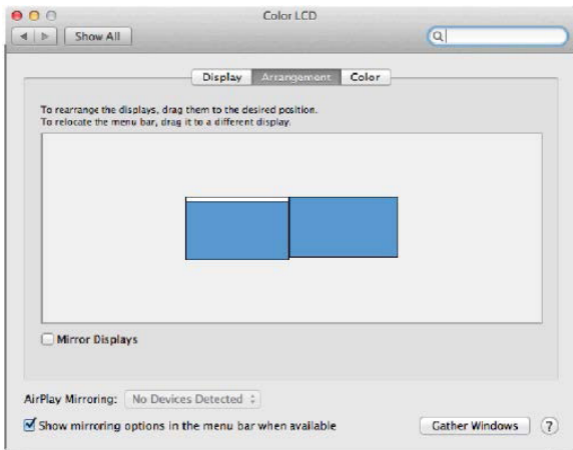 Color LCD
Show All
Display Arrangement Color
To rearrange the displays, drag them to the desired position.
To relocate the menu bar, drag it to a different display.
Mirror Displays
AirPlay Mirroring: No Devices Detected
Show mirroring options in the menu bar when available
Gather Windows ?